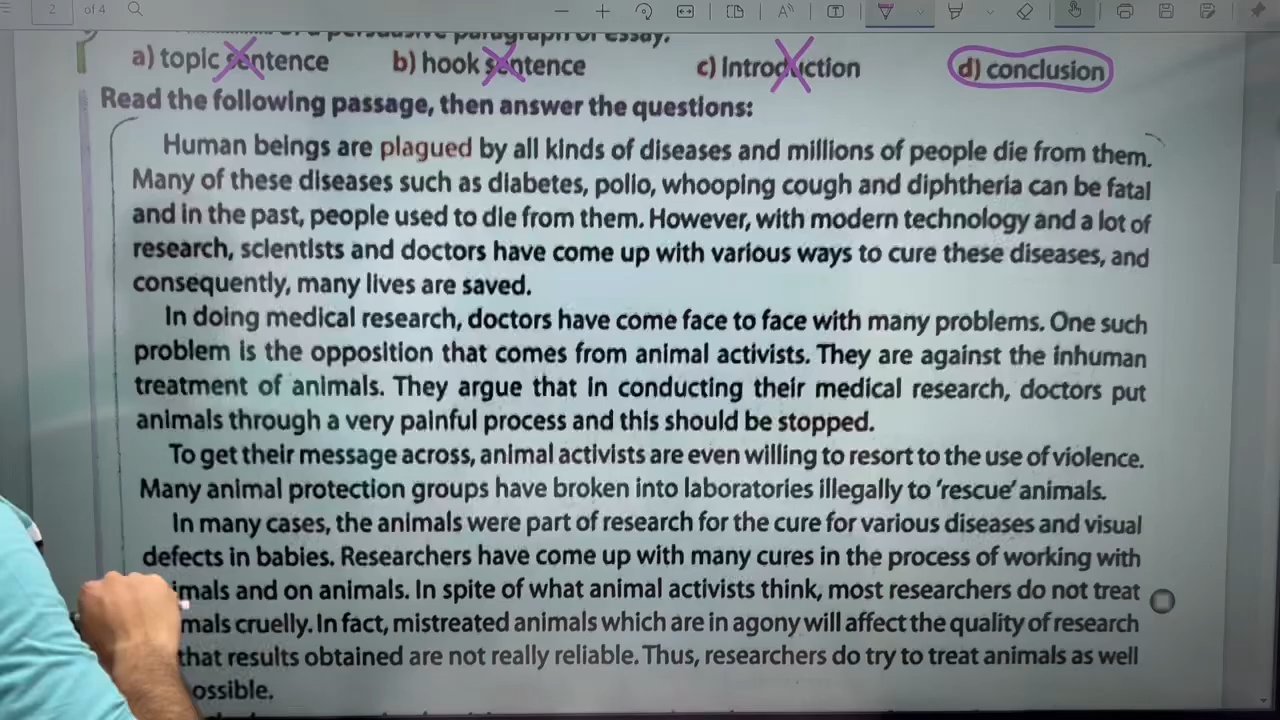 2 of 4
of a persuasive paragraph or essay.
a) topic sentence b) hook sentence c) Introduction d) conclusion
Read the following passage, then answer the questions:
Human beings are plagued by all kinds of diseases and millions of people die from them.
Many of these diseases such as diabetes, polio, whooping cough and diphtheria can be fatal
and in the past, people used to die from them. However, with modern technology and a lot of
research, scientists and doctors have come up with various ways to cure these diseases, and
consequently, many lives are saved.
In doing medical research, doctors have come face to face with many problems. One such
problem is the opposition that comes from animal activists. They are against the inhuman
treatment of animals. They argue that in conducting their medical research, doctors put
animals through a very painful process and this should be stopped.
To get their message across, animal activists are even willing to resort to the use of violence.
Many animal protection groups have broken into laboratories illegally to 'rescue' animals.
In many cases, the animals were part of research for the cure for various diseases and visual
defects in babies. Researchers have come up with many cures in the process of working with
imals and on animals. In spite of what animal activists think, most researchers do not treat
mals cruelly. In fact, mistreated animals which are in agony will affect the quality of research
that results obtained are not really reliable. Thus, researchers do try to treat animals as well
ossible.